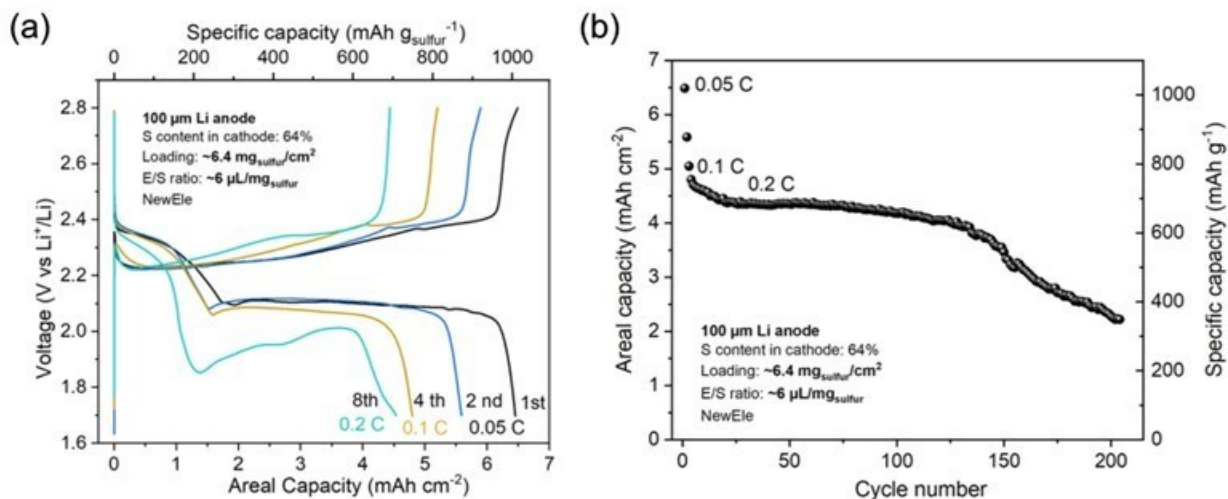 (a)
Specific capacity (mAh g_sulfur⁻¹)
0 200 400 600 800 1000
2.8
2.6
2.4
2.2
2.0
1.8
1.6
Voltage (V vs Li⁺/Li)
100 µm Li anode
S content in cathode: 64%
Loading: ~6.4 mg_sulfur/cm²
E/S ratio: ~6 µL/mg_sulfur
NewEle
8th 4 th 2 nd 1st
0.2 C 0.1 C 0.05 C
0 1 2 3 4 5 6 7
Areal Capacity (mAh cm⁻²)
(b)
7
6
5
4
3
2
1
0
Areal capacity (mAh cm⁻²)
0.05 C
0.1 C
0.2 C
100 µm Li anode
S content in cathode: 64%
Loading: ~6.4 mg_sulfur/cm²
E/S ratio: ~6 µL/mg_sulfur
NewEle
1000
800
600
400
200
0
Specific capacity (mAh g⁻¹)
0 50 100 150 200
Cycle number